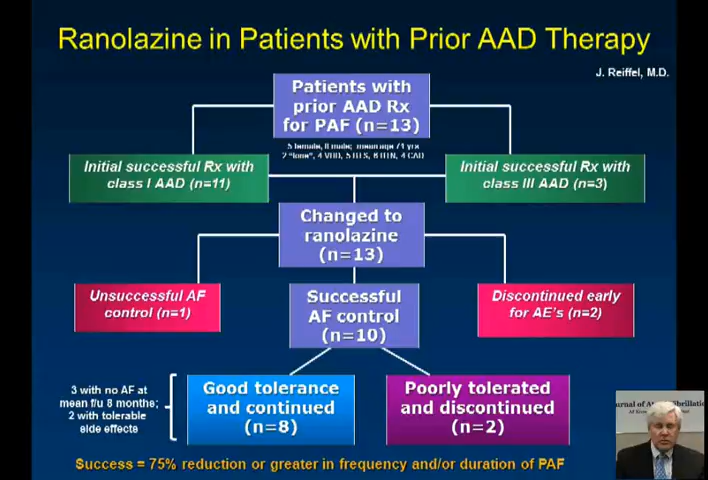 Ranolazine in Patients with Prior AAD Therapy
J. Reiffel, M.D.
Patients with
prior AAD Rx
for PAF (n=13)
5 female, 8 male; mean age 71 yrs
2 "lone", 4 VHD, 5 HTN, 4 CAD
Initial successful Rx with
class I AAD (n=11)
Initial successful Rx with
class III AAD (n=3)
Changed to
ranolazine
(n=13)
Unsuccessful AF
control (n=1)
Successful
AF control
(n=10)
Discontinued early
for AE's (n=2)
3 with no AF at
mean f/u 8 months;
2 with tolerable
side effects
Good tolerance
and continued
(n=8)
Poorly tolerated
and discontinued
(n=2)
Success = 75% reduction or greater in frequency and/or duration of PAF